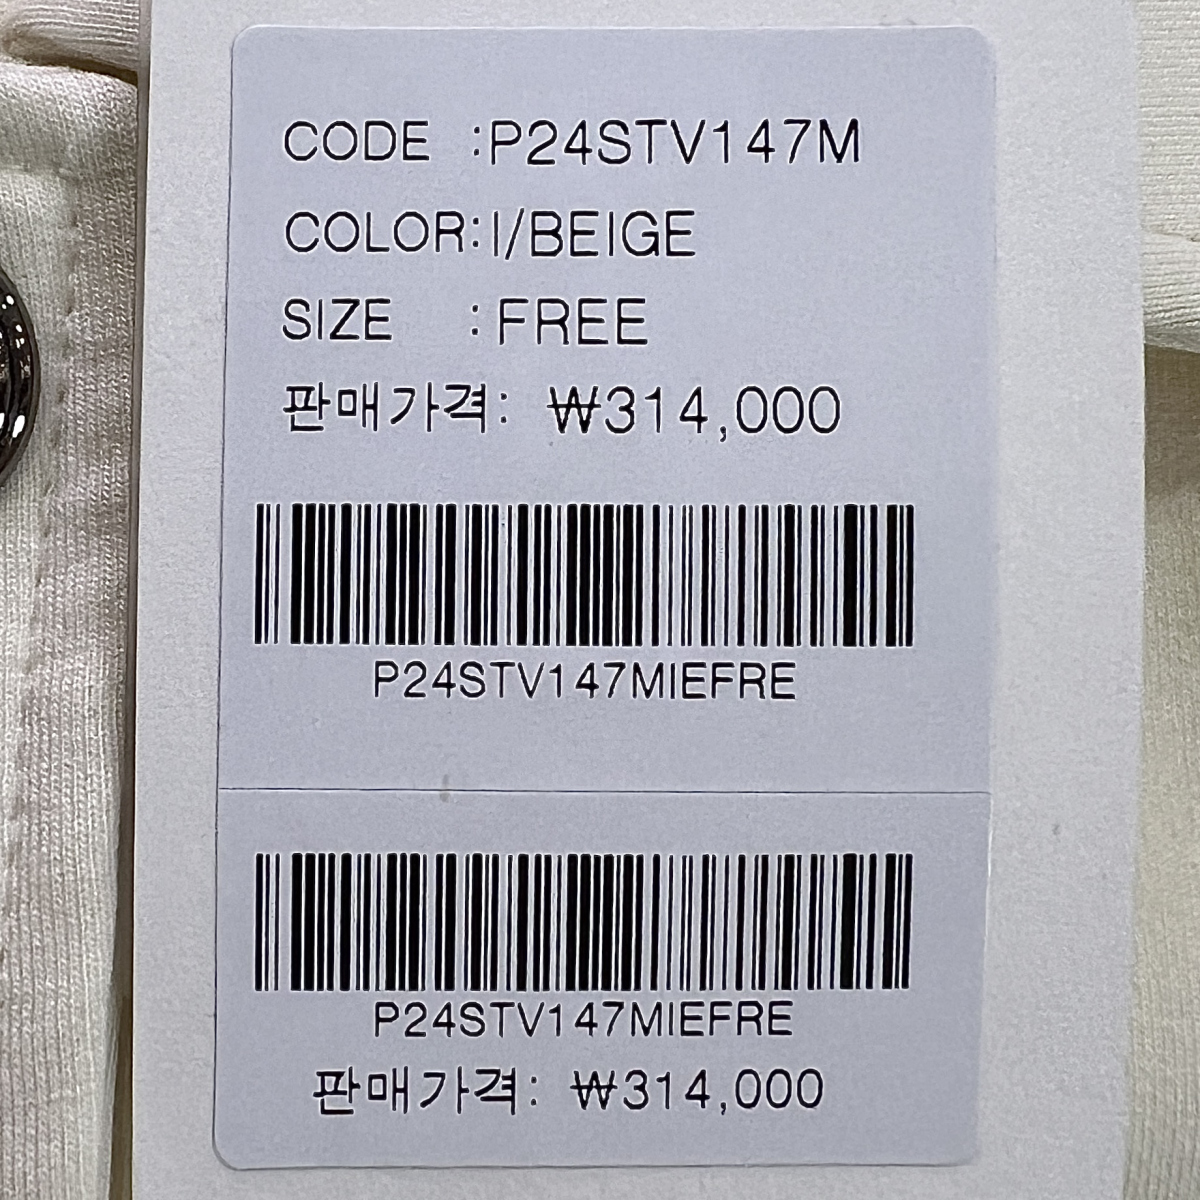 CODE :P24STV147M
COLOR:I/BEIGE
SIZE : FREE
판매가격: ₩314,000
P24STV147MIEFRE
P24STV147MIEFRE
판매가격: ₩314,000